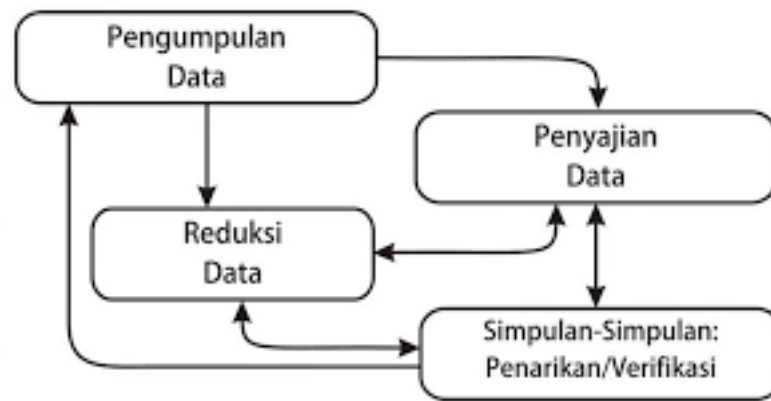 Pengumpulan
Data
Penyajian
Data
Reduksi
Data
Simpulan-Simpulan:
Penarikan/Verifikasi